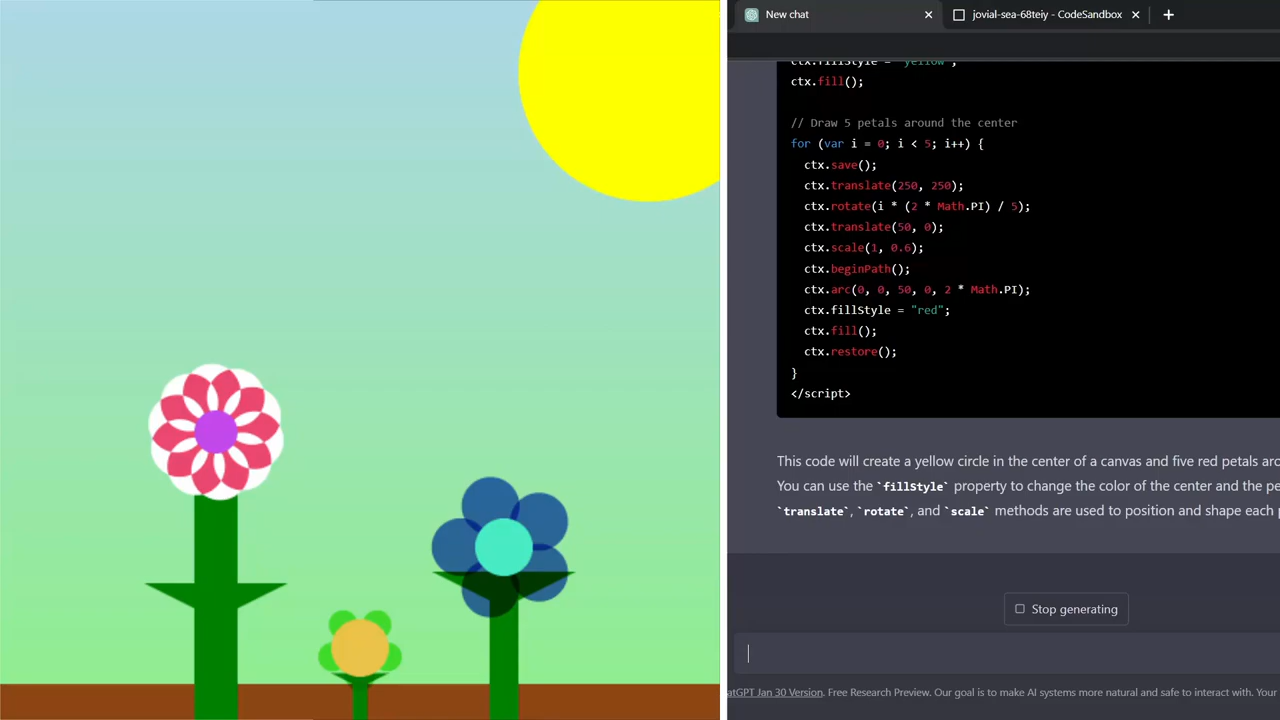 New chat
jovial-sea-68teiy - CodeSandbox
ctx.fillStyle = "yellow";
ctx.fill();
// Draw 5 petals around the center
for (var i = 0; i < 5; i++) {
ctx.save();
ctx.translate(250, 250);
ctx.rotate(i * (2 * Math.PI) / 5);
ctx.translate(50, 0);
ctx.scale(1, 0.6);
ctx.beginPath();
ctx.arc(0, 0, 50, 0, 2 * Math.PI);
ctx.fillStyle = "red";
ctx.fill();
ctx.restore();
}
</script>
This code will create a yellow circle in the center of a canvas and five red petals
You can use the `fillStyle` property to change the color of the center and the
`translate`, `rotate`, and `scale` methods are used to position and shape each
Stop generating
Jan 30 Version. Free Research Preview. Our goal is to make AI systems more natural and safe to interact with. Your